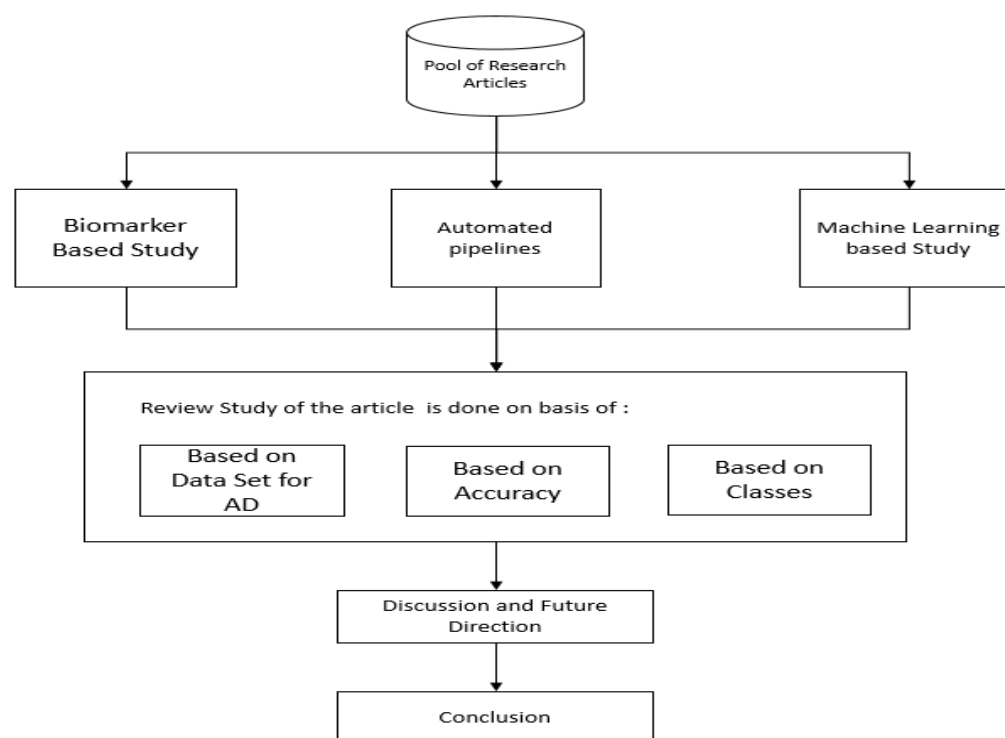 Pool of Research
Articles
Biomarker
Based Study
Automated
pipelines
Machine Learning
based Study
Review Study of the article is done on basis of :
Based on
Data Set for
AD
Based on
Accuracy
Based on
Classes
Discussion and Future
Direction
Conclusion